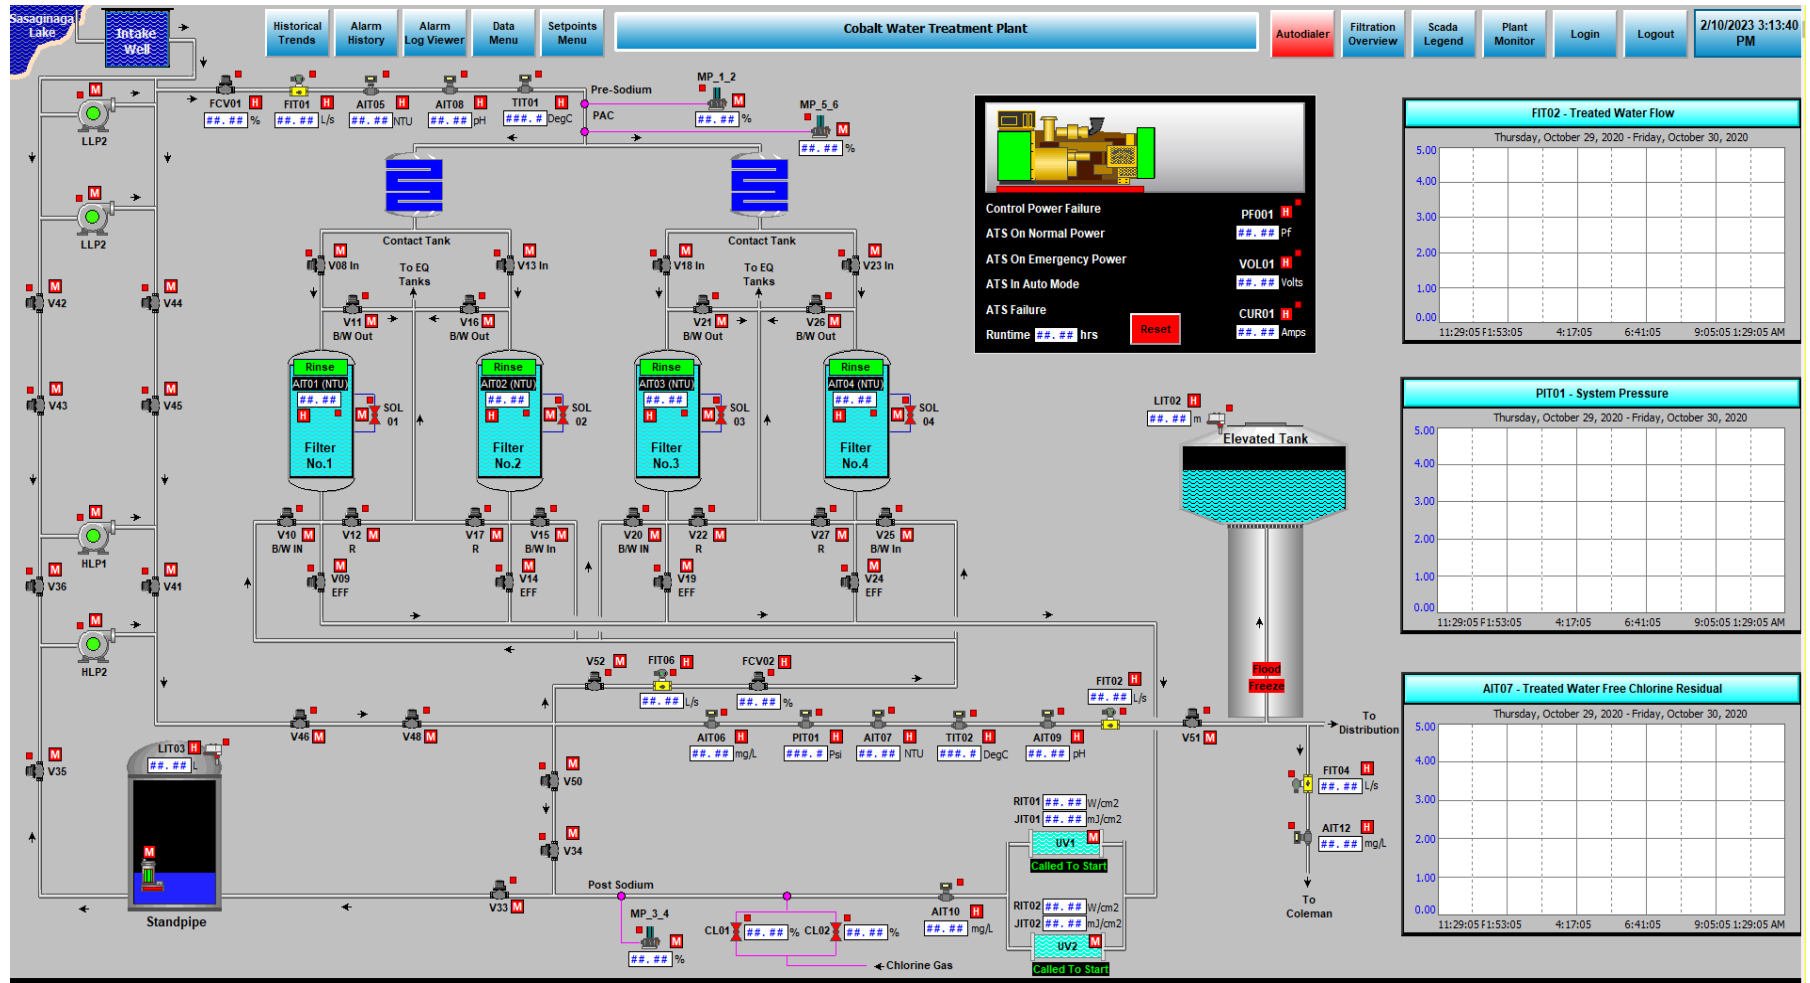 Sasaginaga
Lake
Intake
Well
Historical
Trends
Alarm
History
Alarm
Log Viewer
Data
Menu
Setpoints
Menu
Cobalt Water Treatment Plant
Autodialer
Filtration
Overview
Scada
Legend
Plant
Monitor
Login
Logout
2/10/2023 3:13:40
PM
M
LLP2
M
LLP2
M
V42
M
V44
M
V43
M
V45
M
HLP1
M
V36
M
V41
M
HLP2
M
V35
FCV01 H
##.## %
FIT01 H
##.## L/s
AIT05 H
##.## NTU
AIT08 H
##.## pH
TIT01 H
###.# DegC
Pre-Sodium
PAC
MP_1_2
M
##.## %
MP_5_6
M
##.## %
Contact Tank
Contact Tank
M
V08 In
M
V13 In
To EQ
Tanks
M
V18 In
M
V23 In
To EQ
Tanks
V11 M
B/W Out
V16 M
B/W Out
V21 M
B/W Out
V26 M
B/W Out
Rinse
AIT01 (NTU)
##.##
H
M SOL
01
Filter
No.1
Rinse
AIT02 (NTU)
##.##
H
M SOL
02
Filter
No.2
Rinse
AIT03 (NTU)
##.##
H
M SOL
03
Filter
No.3
Rinse
AIT04 (NTU)
##.##
H
M SOL
04
Filter
No.4
V10 M
B/W IN
V12 M
R
V17 M
R
V15 M
B/W In
V20 M
B/W IN
V22 M
R
V27 M
R
V25 M
B/W In
M
V09
EFF
M
V14
EFF
M
V19
EFF
M
V24
EFF
Control Power Failure
ATS On Normal Power
ATS On Emergency Power
ATS In Auto Mode
ATS Failure
Runtime ##.## hrs
Reset
PF001 H
##.## Pf
VOL01 H
##.## Volts
CUR01 H
##.## Amps
LIT02 H
##.## m
Elevated Tank
Flood
Freeze
V52 M
FIT06 H
##.## L/s
FCV02 H
##.## %
FIT02 H
##.## L/s
V46 M
V48 M
AIT06 H
##.## mg/L
PIT01 H
###.# Psi
AIT07 H
##.## NTU
TIT02 H
###.# DegC
AIT09 H
##.## pH
V51 M
To
Distribution
FIT04 H
##.## L/s
AIT12 H
##.## mg/L
To
Coleman
LIT03 H
##.## L
M
Standpipe
M
V50
M
V34
V33 M
Post Sodium
MP_3_4
M
##.## %
CL01 ##.## %
CL02 ##.## %
Chlorine Gas
AIT10 H
##.## mg/L
RIT01 ##.## W/cm2
JIT01 ##.## mJ/cm2
UV1 M
Called To Start
RIT02 ##.## W/cm2
JIT02 ##.## mJ/cm2
UV2 M
Called To Start
FIT02 - Treated Water Flow
Thursday, October 29, 2020 - Friday, October 30, 2020
5.00
4.00
3.00
2.00
1.00
0.00
11:29:05 F1:53:05 4:17:05 6:41:05 9:05:05 1:29:05 AM
PIT01 - System Pressure
Thursday, October 29, 2020 - Friday, October 30, 2020
5.00
4.00
3.00
2.00
1.00
0.00
11:29:05 F1:53:05 4:17:05 6:41:05 9:05:05 1:29:05 AM
AIT07 - Treated Water Free Chlorine Residual
Thursday, October 29, 2020 - Friday, October 30, 2020
5.00
4.00
3.00
2.00
1.00
0.00
11:29:05 F1:53:05 4:17:05 6:41:05 9:05:05 1:29:05 AM